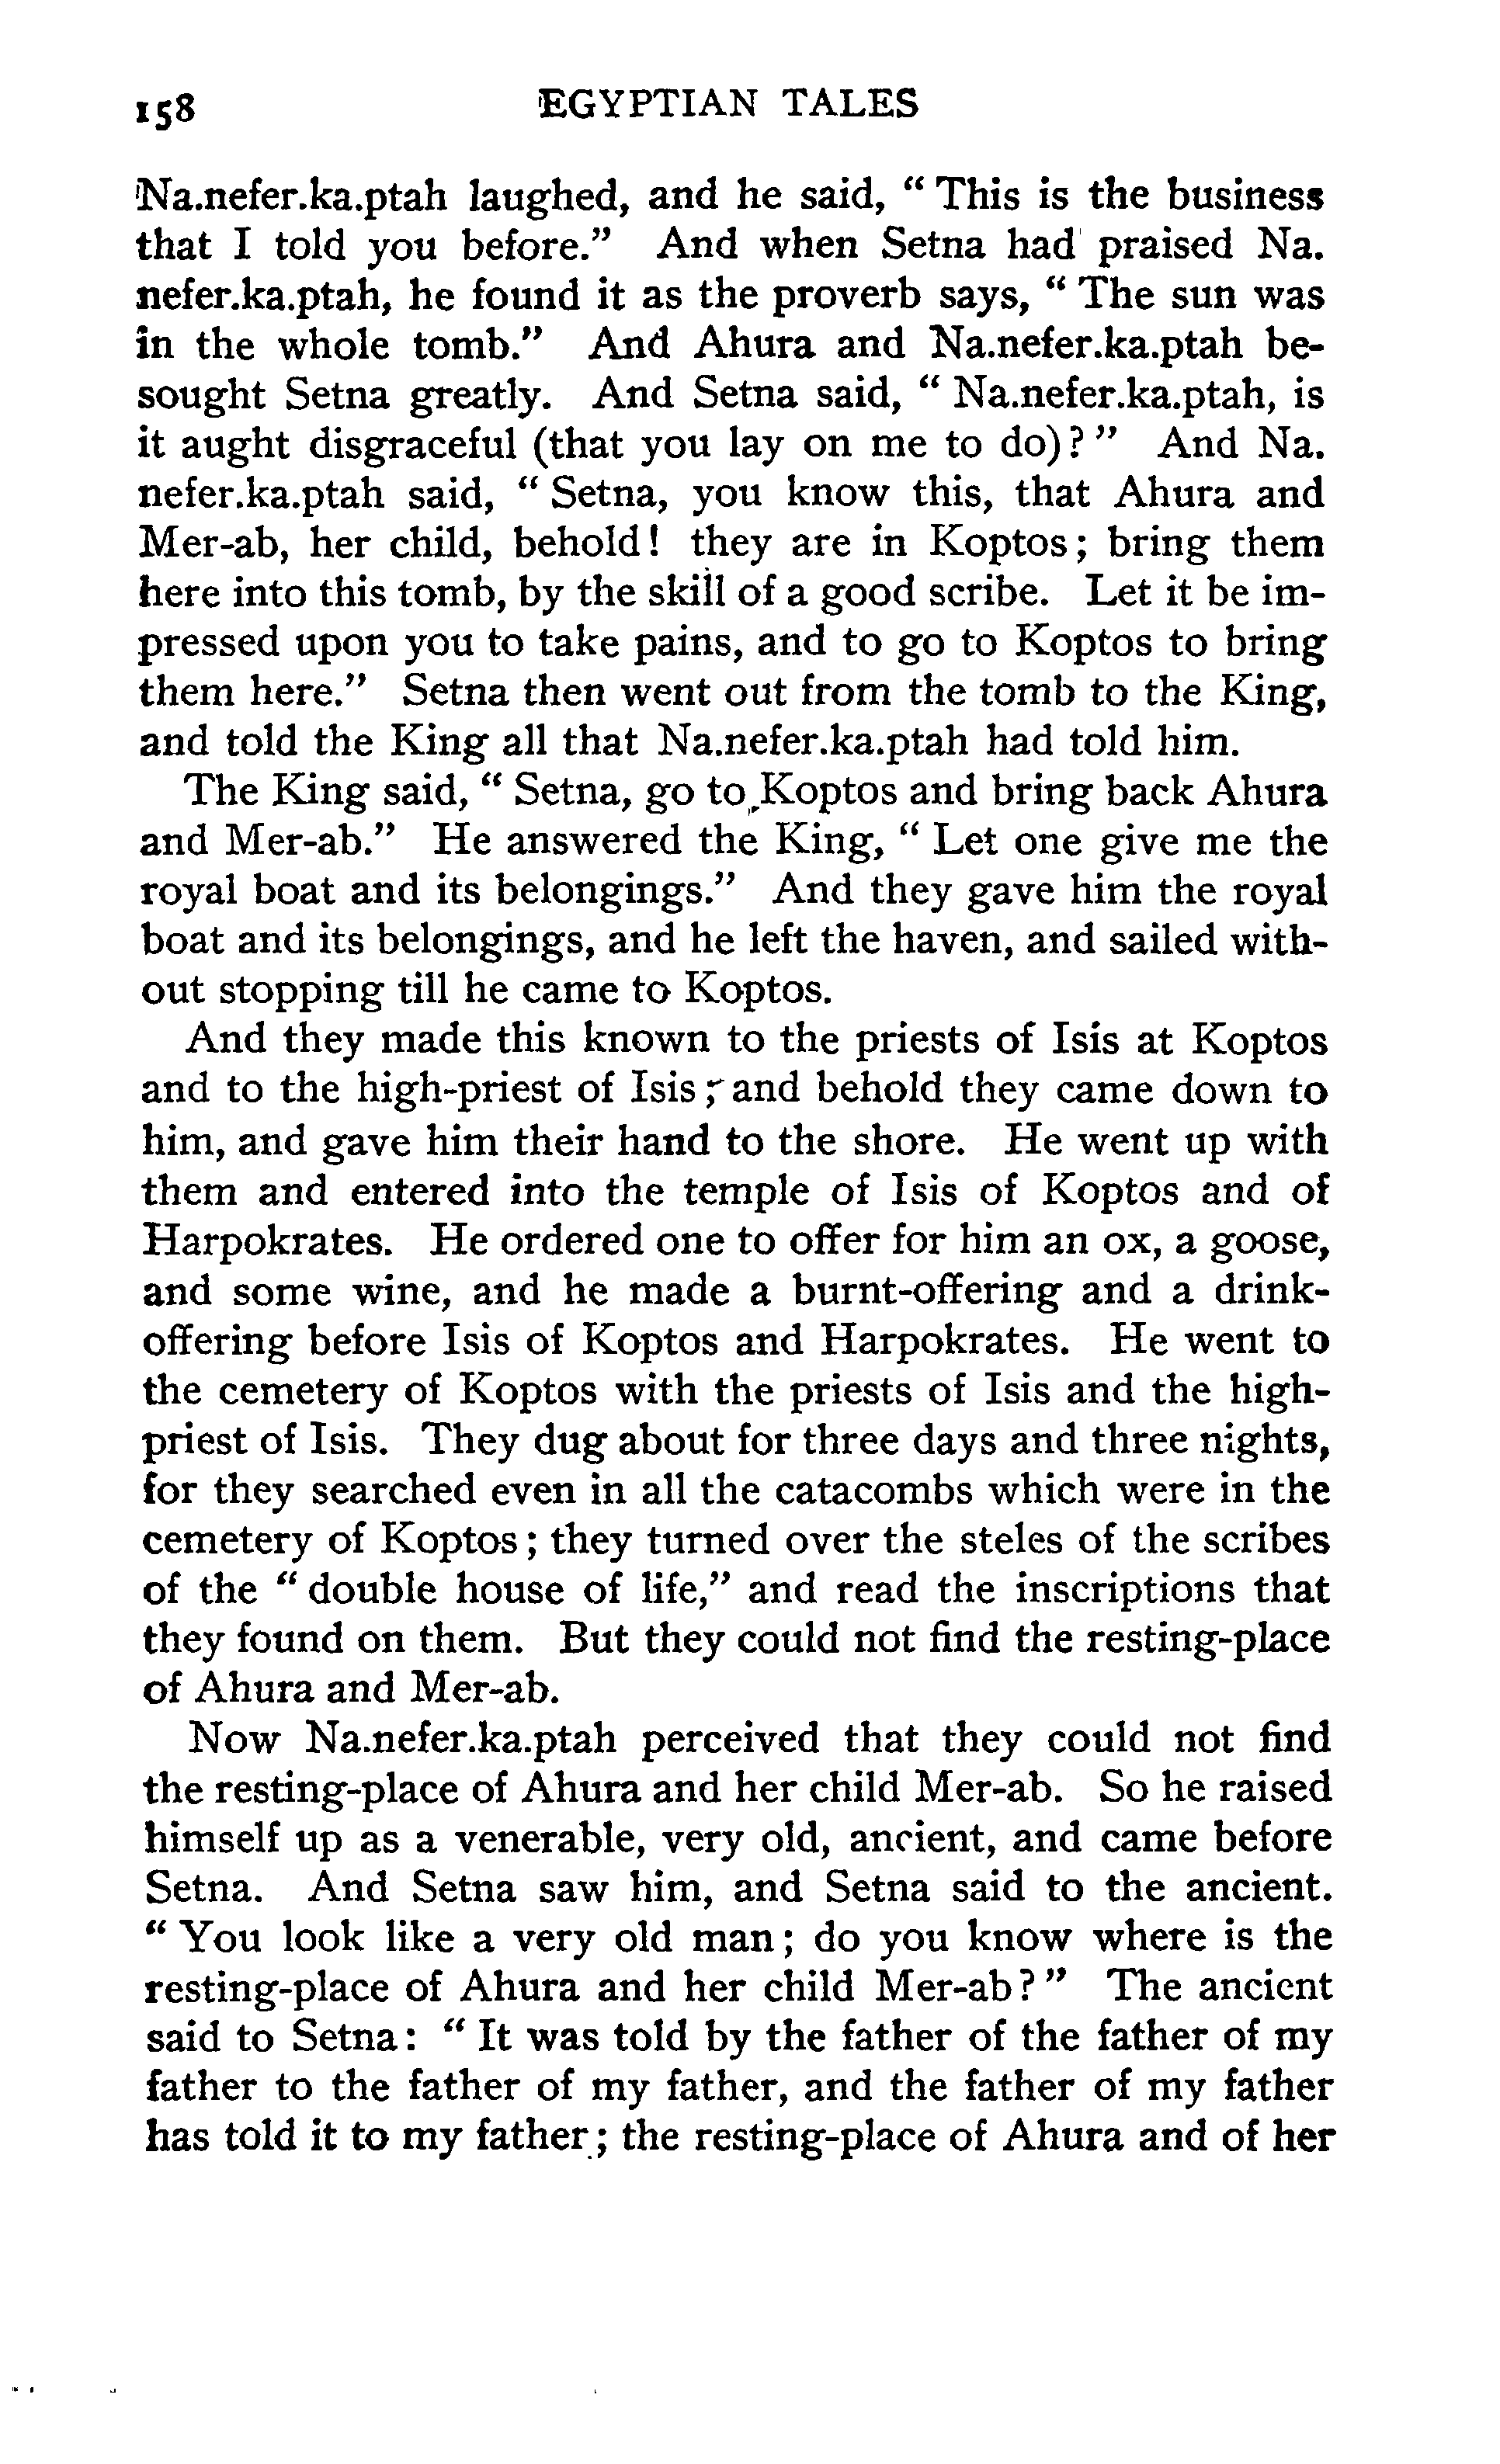 158 EGYPTIAN TALES
Na.nefer.ka.ptah laughed, and he said, “ This is the business
that I told you before.” And when Setna had praised Na.
nefer.ka.ptah, he found it as the proverb says, “ The sun was
in the whole tomb.” And Ahura and Na.nefer.ka.ptah be-
sought Setna greatly. And Setna said, “ Na.nefer.ka.ptah, is
it aught disgraceful (that you lay on me to do) ? ” And Na.
nefer.ka.ptah said, “ Setna, you know this, that Ahura and
Mer-ab, her child, behold ! they are in Koptos ; bring them
here into this tomb, by the skill of a good scribe. Let it be im-
pressed upon you to take pains, and to go to Koptos to bring
them here.” Setna then went out from the tomb to the King,
and told the King all that Na.nefer.ka.ptah had told him.
The King said, “ Setna, go to Koptos and bring back Ahura
and Mer-ab.” He answered the King, “ Let one give me the
royal boat and its belongings.” And they gave him the royal
boat and its belongings, and he left the haven, and sailed with-
out stopping till he came to Koptos.
And they made this known to the priests of Isis at Koptos
and to the high-priest of Isis ; and behold they came down to
him, and gave him their hand to the shore. He went up with
them and entered into the temple of Isis of Koptos and of
Harpokrates. He ordered one to offer for him an ox, a goose,
and some wine, and he made a burnt-offering and a drink-
offering before Isis of Koptos and Harpokrates. He went to
the cemetery of Koptos with the priests of Isis and the high-
priest of Isis. They dug about for three days and three nights,
for they searched even in all the catacombs which were in the
cemetery of Koptos ; they turned over the steles of the scribes
of the “ double house of life,” and read the inscriptions that
they found on them. But they could not find the resting-place
of Ahura and Mer-ab.
Now Na.nefer.ka.ptah perceived that they could not find
the resting-place of Ahura and her child Mer-ab. So he raised
himself up as a venerable, very old, ancient, and came before
Setna. And Setna saw him, and Setna said to the ancient.
“ You look like a very old man ; do you know where is the
resting-place of Ahura and her child Mer-ab ? ” The ancient
said to Setna : “ It was told by the father of the father of my
father to the father of my father, and the father of my father
has told it to my father ; the resting-place of Ahura and of her